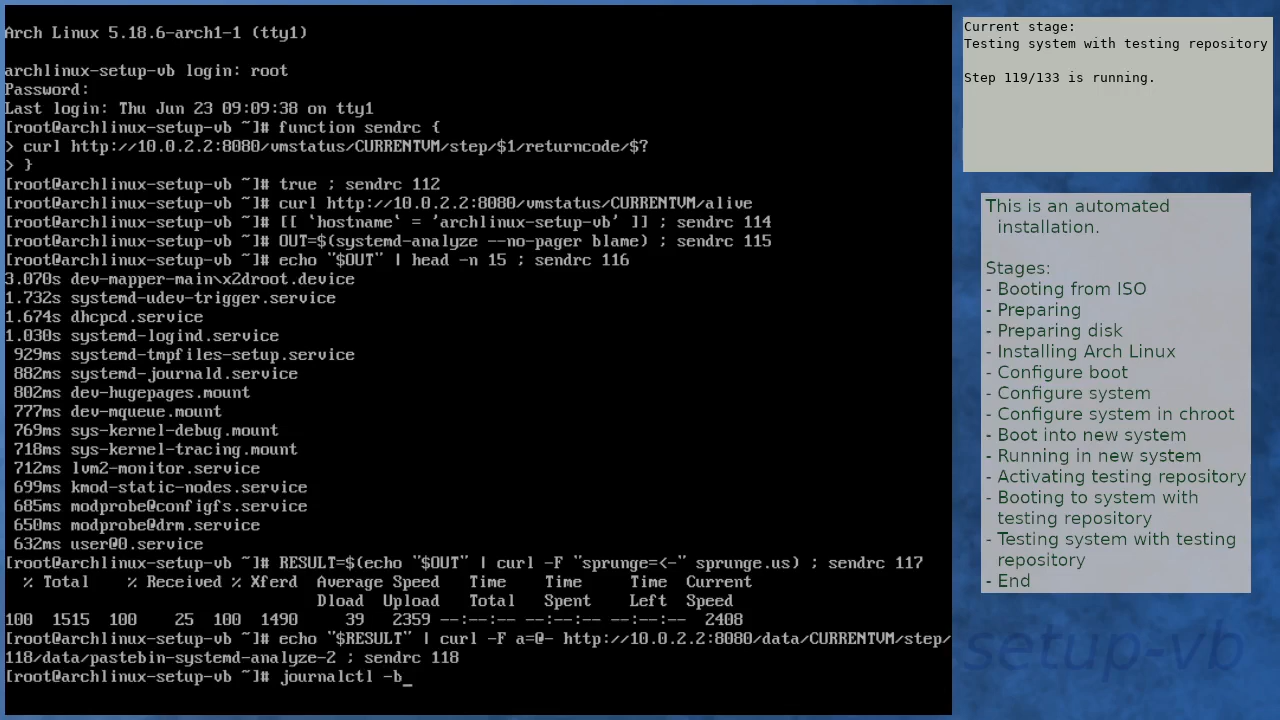 Arch Linux 5.18.6-arch1-1 (tty1)
archlinux-setup-vb login: root
Password:
Last login: Thu Jun 23 09:09:38 on tty1
[root@archlinux-setup-vb ~]# function sendrc {
> curl http://10.0.2.2:8080/vmstatus/CURRENTVM/step/$1/returncode/$?
> }
[root@archlinux-setup-vb ~]# true ; sendrc 112
[root@archlinux-setup-vb ~]# curl http://10.0.2.2:8080/vmstatus/CURRENTVM/alive
[root@archlinux-setup-vb ~]# [[ `hostname` = 'archlinux-setup-vb' ]] ; sendrc 114
[root@archlinux-setup-vb ~]# OUT=$(systemd-analyze --no-pager blame) ; sendrc 115
[root@archlinux-setup-vb ~]# echo "$OUT" | head -n 15 ; sendrc 116
3.070s dev-mapper-main\x2droot.device
1.732s systemd-udev-trigger.service
1.674s dhcpcd.service
1.030s systemd-logind.service
929ms systemd-tmpfiles-setup.service
882ms systemd-journald.service
802ms dev-hugepages.mount
777ms dev-mqueue.mount
769ms sys-kernel-debug.mount
718ms sys-kernel-tracing.mount
712ms lvm2-monitor.service
699ms kmod-static-nodes.service
685ms modprobe@configfs.service
650ms modprobe@drm.service
632ms user@0.service
[root@archlinux-setup-vb ~]# RESULT=$(echo "$OUT" | curl -F "sprunge=<-" sprunge.us) ; sendrc 117
% Total % Received % Xferd Average Speed Time Time Time Current
Dload Upload Total Spent Left Speed
100 1515 100 25 100 1490 39 2359 --:--:-- --:--:-- --:--:-- 2408
[root@archlinux-setup-vb ~]# echo "$RESULT" | curl -F a=@- http://10.0.2.2:8080/data/CURRENTVM/step/
118/data/pastebin-systemd-analyze-2 ; sendrc 118
[root@archlinux-setup-vb ~]# journalctl -b_
Current stage:
Testing system with testing repository
Step 119/133 is running.
This is an automated
installation.
Stages:
- Booting from ISO
- Preparing
- Preparing disk
- Installing Arch Linux
- Configure boot
- Configure system
- Configure system in chroot
- Boot into new system
- Running in new system
- Activating testing repository
- Booting to system with
testing repository
- Testing system with testing
repository
- End
setup-vb